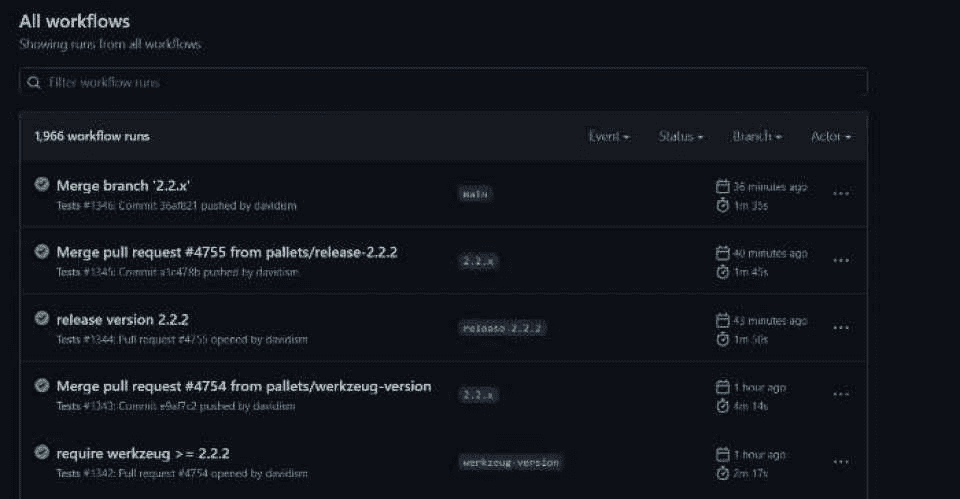 All workflows
Showing runs from all workflows
Filter workflow runs
1,966 workflow runs
Event
Status
Branch
Actor
Merge branch '2.2.x'
Tests #1346: Commit 36af821 pushed by davidism
main
36 minutes ago
1m 35s
Merge pull request #4755 from pallets/release-2.2.2
Tests #1345: Commit pushed by davidism
2.2.x
40 minutes ago
1m 45s
release version 2.2.2
Tests #1344: Pull request #4755 opened by davidism
release-2.2.2
43 minutes ago
1m
Merge pull request #4754 from pallets/werkzeug-version
Tests #1343: Commit e9af7c2 pushed by davidism
2.2.x
1 hour ago
4m 14s
require werkzeug >= 2.2.2
Tests #1342: Pull request #4754 opened by davidism
werkzeug-version
1 hour ago
2m 17s